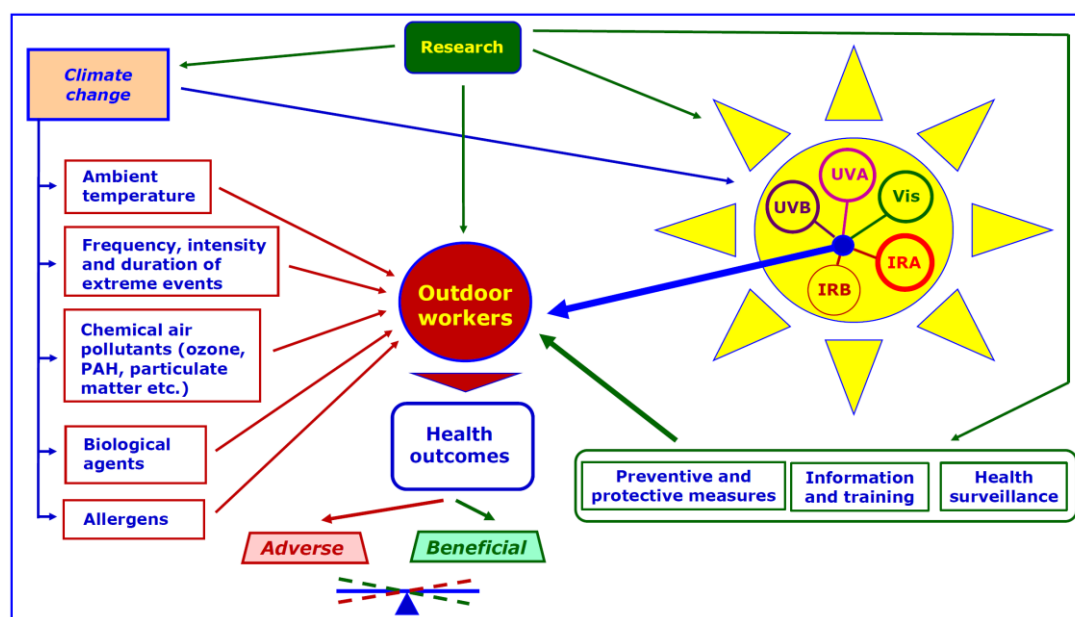 Research
Climate
change
Ambient
temperature
Frequency, intensity
and duration of
extreme events
Chemical air
pollutants (ozone,
PAH, particulate
matter etc.)
Biological
agents
Allergens
Outdoor
workers
Health
outcomes
Adverse
Beneficial
UVA
UVB
Vis
IRA
IRB
Preventive and
protective measures
Information
and training
Health
surveillance